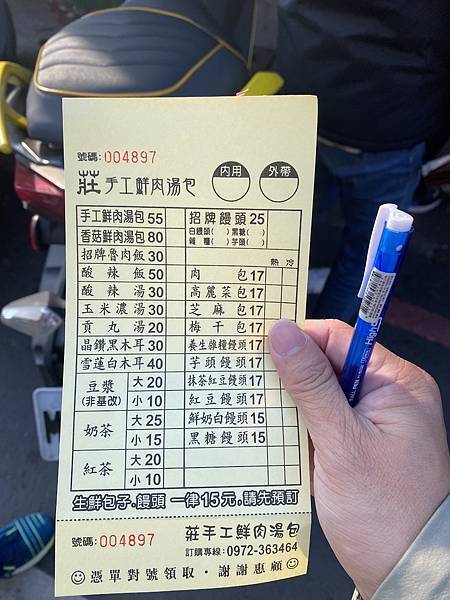 號碼: 004897
莊 手工鮮肉湯包 內用 外帶
手工鮮肉湯包 55 招牌饅頭 25
香菇鮮肉湯包 80 白饅頭( ) 黑糖( )
雜糧( ) 芋頭( )
招牌魯肉飯 30 熱 冷
酸辣飯 50 肉包 17
酸辣湯 30 高麗菜包 17
玉米濃湯 30 芝麻包 17
貢丸湯 20 梅干包 17
晶鑽黑木耳 30 養生雜糧饅頭 17
雪蓮白木耳 40 芋頭饅頭 17
豆漿 (非基改) 大 20 抹茶紅豆饅頭 17
小 10 紅豆饅頭 17
奶茶 大 25 鮮奶白饅頭 15
小 15 黑糖饅頭 15
紅茶 大 20
小 10
生鮮包子.饅頭 一律15元.請先預訂
號碼: 004897 莊手工鮮肉湯包
訂購專線: 0972-363464
憑單對號領取·謝謝惠顧